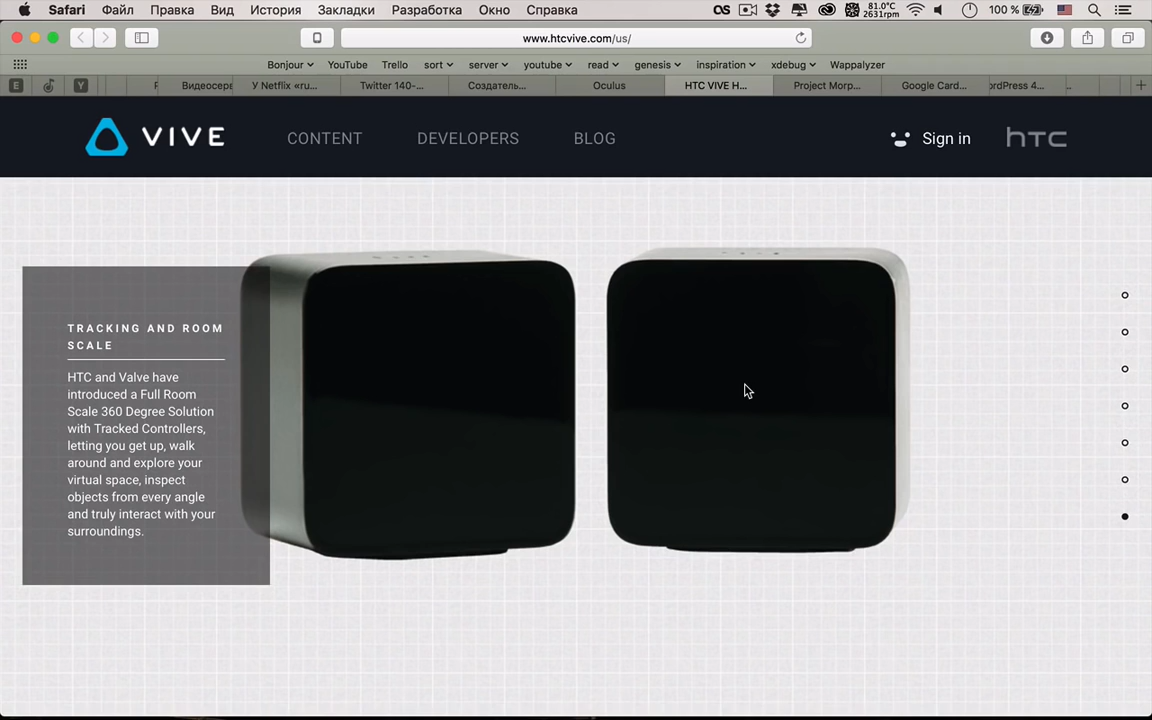 Safari Файл Правка Вид История Закладки Разработка Окно Справка 81.0°C 2631rpm 100 %
www.htcvive.com/us/
Bonjour YouTube Trello sort server youtube read genesis inspiration xdebug Wappalyzer
E Y Видеосерв У Netflix «ru... Twitter 140-... Создатель... Oculus HTC VIVE H... Project Morp... Google Card... ordPress 4...
VIVE CONTENT DEVELOPERS BLOG Sign in hTC
TRACKING AND ROOM
SCALE
HTC and Valve have
introduced a Full Room
Scale 360 Degree Solution
with Tracked Controllers,
letting you get up, walk
around and explore your
virtual space, inspect
objects from every angle
and truly interact with your
surroundings.